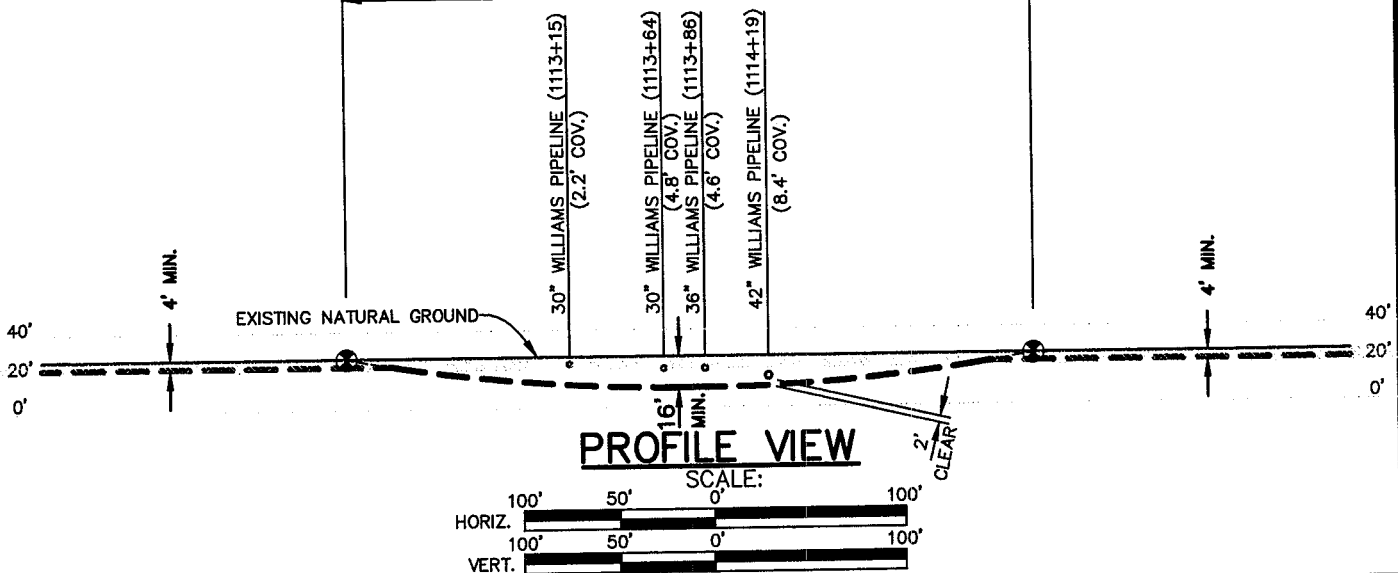 30" WILLIAMS PIPELINE (1113+15)
(2.2' COV.)
30" WILLIAMS PIPELINE (1113+64)
(4.8' COV.)
36" WILLIAMS PIPELINE (1113+86)
(4.6' COV.)
42" WILLIAMS PIPELINE (1114+19)
(8.4' COV.)
4' MIN.
4' MIN.
EXISTING NATURAL GROUND
40'
20'
0'
40'
20'
0'
16'
MIN.
2'
CLEAR
PROFILE VIEW
SCALE:
100' 50' 0' 100'
HORIZ.
100' 50' 0' 100'
VERT.